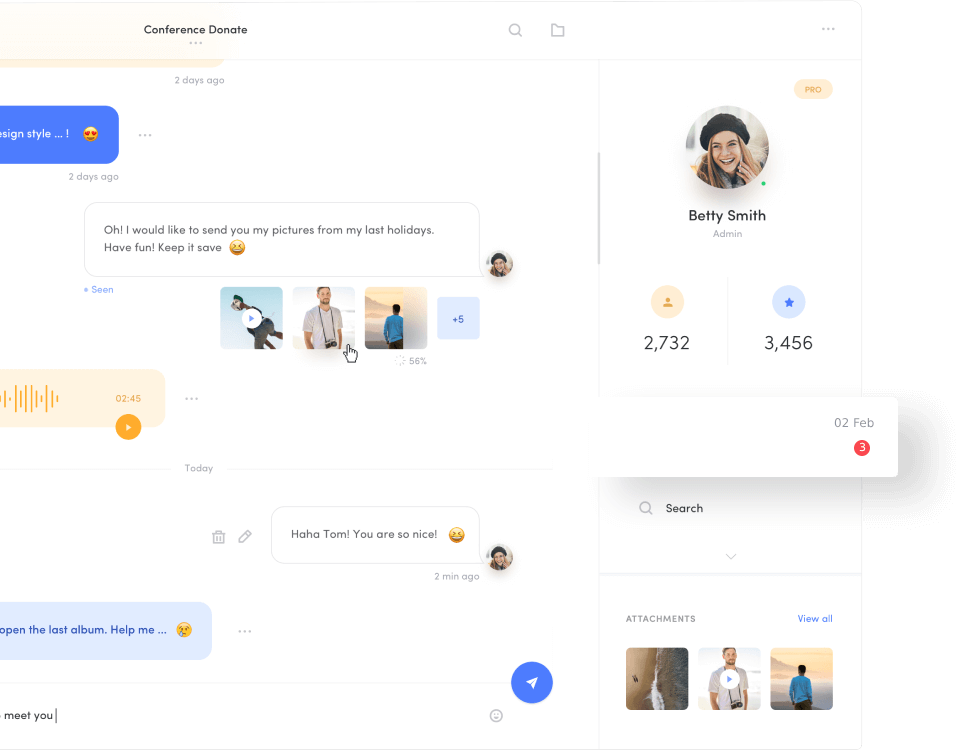 Conference Donate
2 days ago
PRO
esign style ... !
2 days ago
Oh! I would like to send you my pictures from my last holidays.
Have fun! Keep it save
Seen
+5
56%
Betty Smith
Admin
2,732
3,456
02:45
02 Feb
3
Today
Search
Haha Tom! You are so nice!
2 min ago
open the last album. Help me ...
ATTACHMENTS
View all
meet you